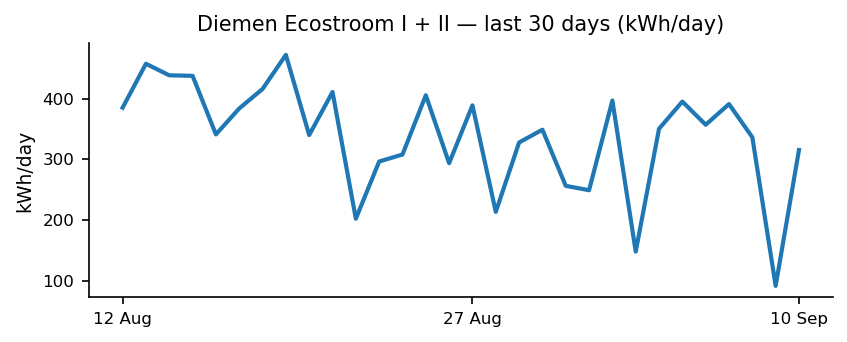 Diemen Ecostroom I + II — last 30 days (kWh/day)
kWh/day
400
300
200
100
12 Aug
27 Aug
10 Sep